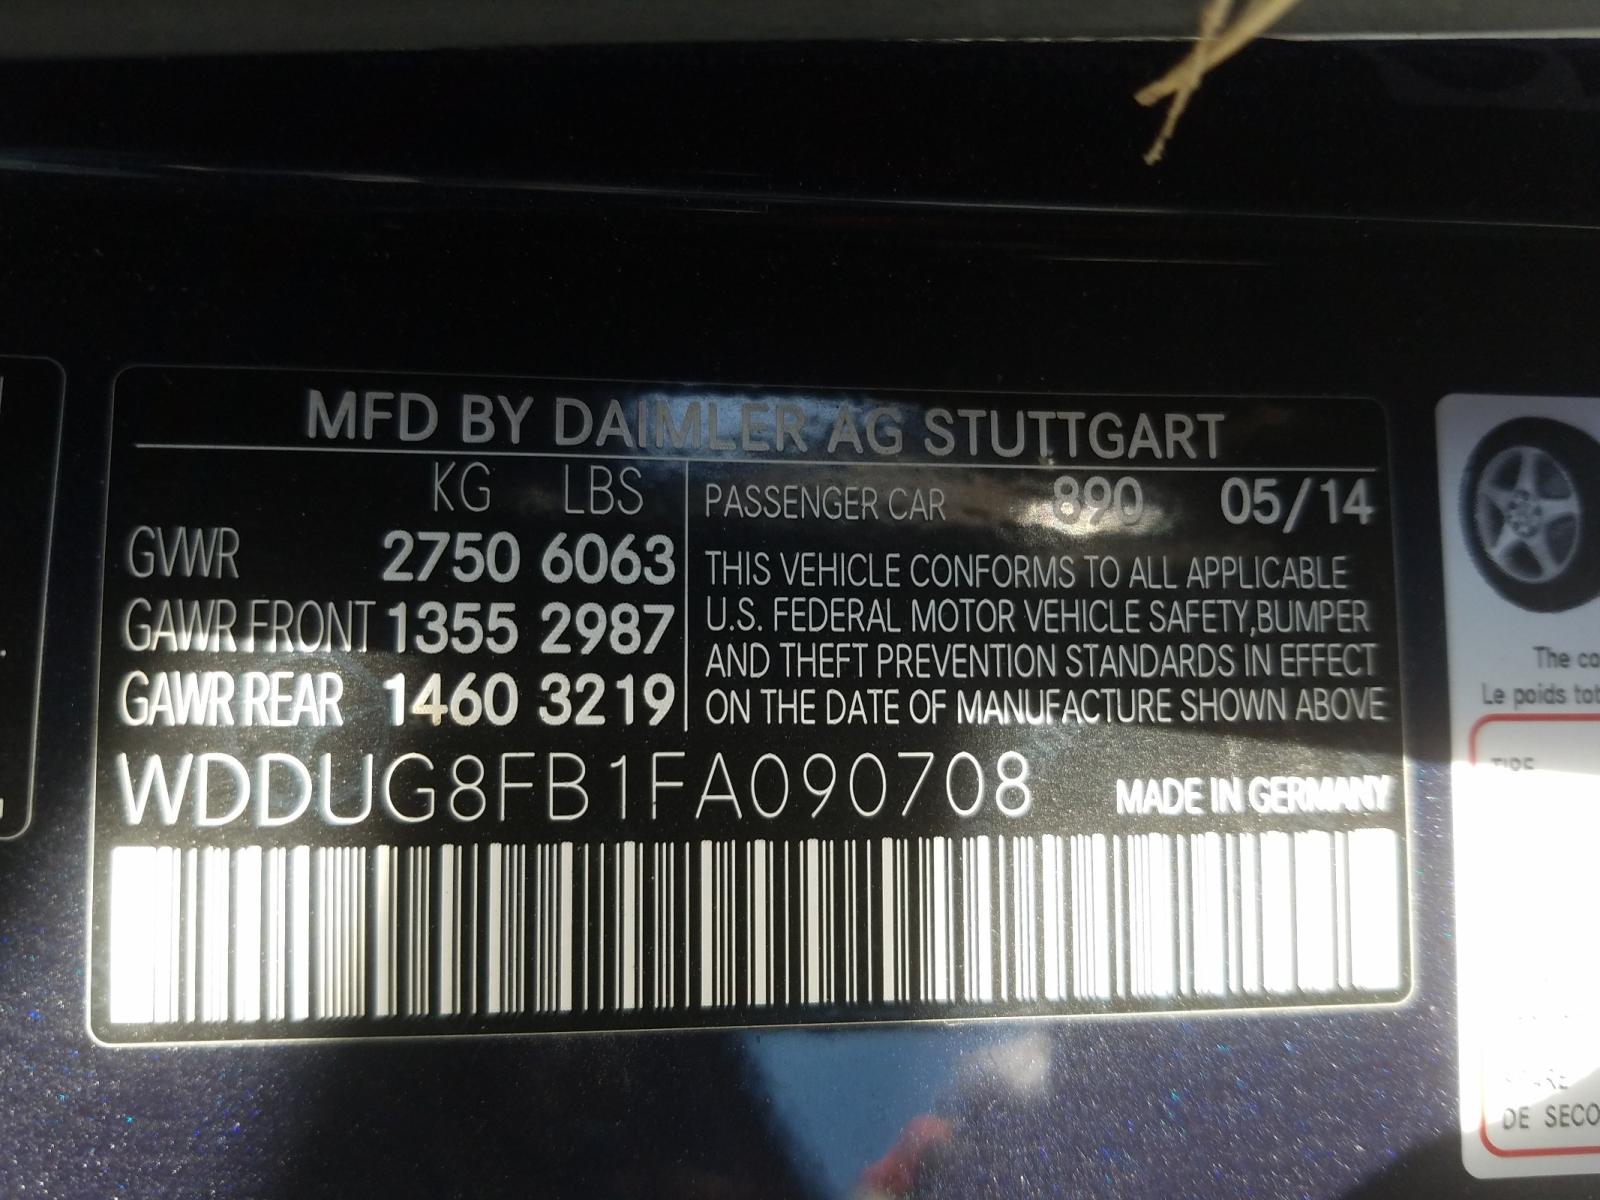 MFD BY DAIMLER AG STUTTGART
KG LBS
GVWR 2750 6063
GAWR FRONT 1355 2987
GAWR REAR 1460 3219
PASSENGER CAR 890 05/14
THIS VEHICLE CONFORMS TO ALL APPLICABLE
U.S. FEDERAL MOTOR VEHICLE SAFETY,BUMPER
AND THEFT PREVENTION STANDARDS IN EFFECT
ON THE DATE OF MANUFACTURE SHOWN ABOVE
WDDUG8FB1FA090708 MADE IN GERMANY
The co
Le poids tot
TIRE
DE SECO